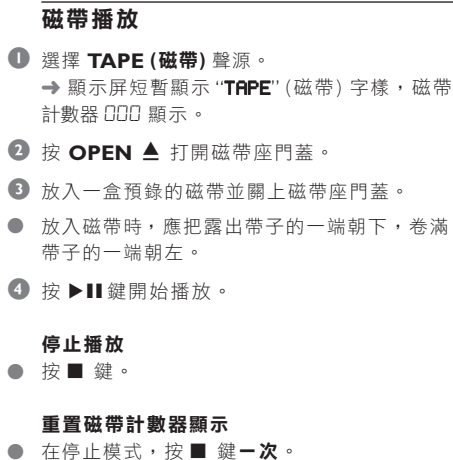 磁帶播放
1 選擇 TAPE (磁帶) 聲源。
➜ 顯示屏短暫顯示 “TAPE” (磁帶) 字樣，磁帶
計數器 000 顯示。
2 按 OPEN ▲ 打開磁帶座門蓋。
3 放入一盒預錄的磁帶並關上磁帶座門蓋。
● 放入磁帶時，應把露出帶子的一端朝下，卷滿
帶子的一端朝左。
4 按 ▶II 鍵開始播放。
停止播放
● 按 ■ 鍵。
重置磁帶計數器顯示
● 在停止模式，按 ■ 鍵一次。